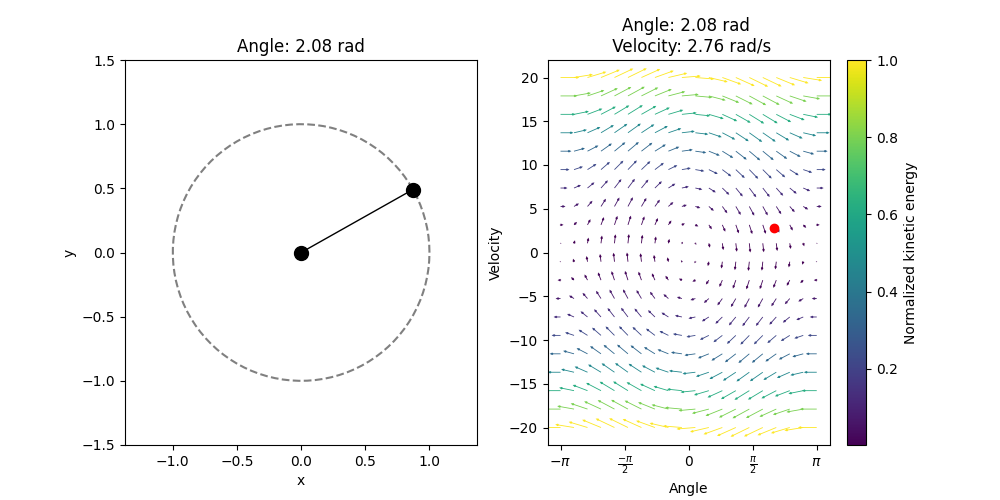 Angle: 2.08 rad
1.5
1.0
0.5
0.0
−0.5
−1.0
−1.5
y
−1.0
−0.5
0.0
0.5
1.0
x
Angle: 2.08 rad
Velocity: 2.76 rad/s
20
15
10
5
0
−5
−10
−15
−20
Velocity
−π
−π/2
0
π/2
π
Angle
1.0
0.8
0.6
0.4
0.2
Normalized kinetic energy